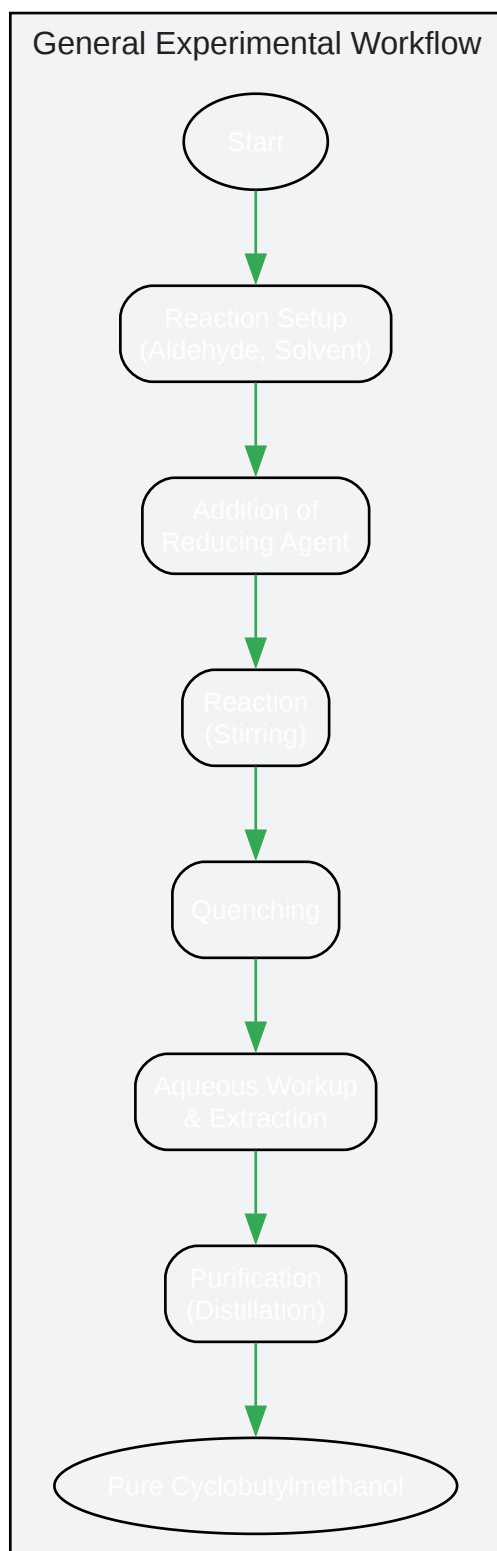 General Experimental Workflow
Start
Reaction Setup
(Aldehyde, Solvent)
Addition of
Reducing Agent
Reaction
(Stirring)
Quenching
Aqueous Workup
& Extraction
Purification
(Distillation)
Pure Cyclobutylmethanol